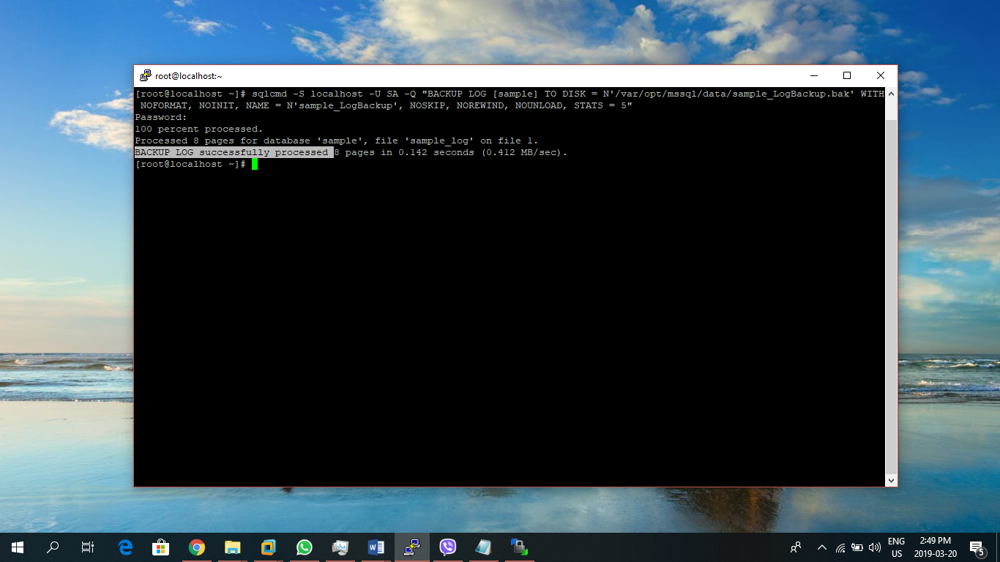 root@localhost:~
[root@localhost ~]# sqlcmd -S localhost -U SA -Q "BACKUP LOG [sample] TO DISK = N'/var/opt/mssql/data/sample_LogBackup.bak' WITH
NOFORMAT, NOINIT, NAME = N'sample_LogBackup', NOSKIP, NOREWIND, NOUNLOAD, STATS = 5"
Password:
100 percent processed.
Processed 8 pages for database 'sample', file 'sample_log' on file 1.
BACKUP LOG successfully processed 8 pages in 0.142 seconds (0.412 MB/sec).
[root@localhost ~]#
ENG
US
2:49 PM
2019-03-20
5